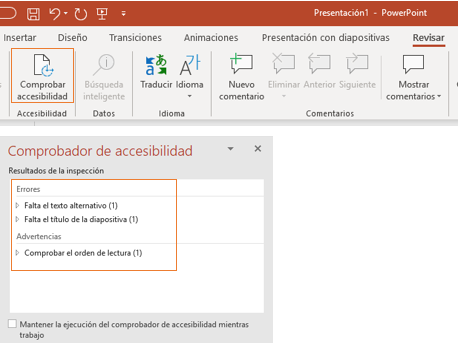 Presentación1 - PowerPoint
Insertar Diseño Transiciones Animaciones Presentación con diapositivas Revisar
Comprobar accesibilidad
Búsqueda inteligente
Traducir
Idioma
Nuevo comentario
Eliminar
Anterior
Siguiente
Mostrar comentarios
Accesibilidad Datos Idioma Comentarios
Comprobador de accesibilidad
Resultados de la inspección
Errores
Falta el texto alternativo (1)
Falta el título de la diapositiva (1)
Advertencias
Comprobar el orden de lectura (1)
Mantener la ejecución del comprobador de accesibilidad mientras
trabajo